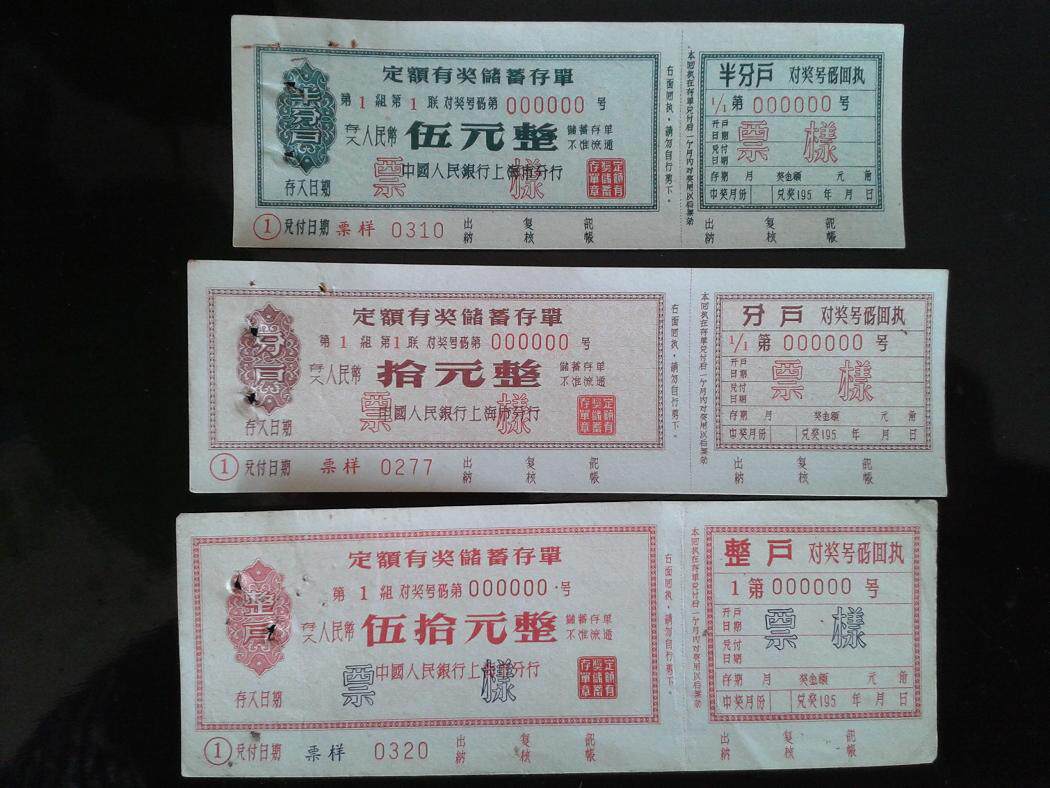 定額有奖儲蓄存單
半分戶
第1組第1联 对奖号碼第 000000 号
存入人民幣 伍元整 儲蓄存单 不准流通
中國人民銀行上海市分行
票樣
定額有奖儲蓄存單章
存入日期
①兑付日期 票样 0310 出納 复核 記帳
右面回执,請勿自行剪下。
半分戶 对奖号碼回执
1/1 第 000000 号
开戶日期
兑付日期
票樣
存期 月 奖金額 元 角
中奖月份 兑奖195 年 月 日
出納 复核 記帳
定額有奖儲蓄存單
分戶
第1組 第1联 对奖号碼第 000000 号
存入人民幣 拾元整 儲蓄存单 不准流通
中國人民銀行上海市分行
票樣
定額有奖儲蓄存單章
存入日期
①兑付日期 票样 0277 出納 复核 記帳
右面回执,請勿自行剪下。
分戶 对奖号碼回执
1/1 第 000000 号
开戶日期
兑付日期
票樣
存期 月 奖金額 元 角
中奖月份 兑奖195 年 月 日
出納 复核 記帳
定額有奖儲蓄存單
整戶
第1組 对奖号碼第 000000 号
存入人民幣 伍拾元整 儲蓄存单 不准流通
中國人民銀行上海市分行
票樣
定額有奖儲蓄存單章
存入日期
①兑付日期 票样 0320 出納 复核 記帳
右面回执,請勿自行剪下。
整戶 对奖号碼回执
1第 000000 号
开戶日期
兑付日期
票樣
存期 月 奖金額 元 角
中奖月份 兑奖195 年 月 日
出納 复核 記帳